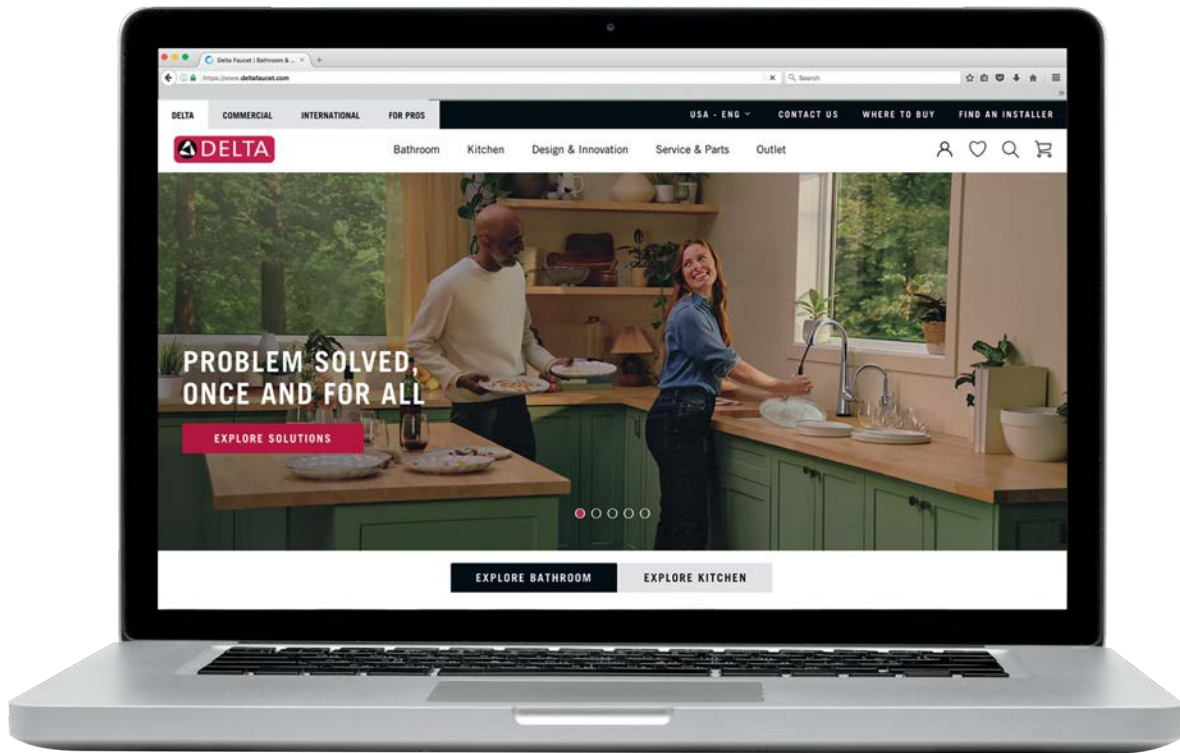 Delta Faucet | Bathroom & ...
https://www.deltafaucet.com
Search
DELTA COMMERCIAL INTERNATIONAL FOR PROS USA - ENG CONTACT US WHERE TO BUY FIND AN INSTALLER
DELTA Bathroom Kitchen Design & Innovation Service & Parts Outlet
PROBLEM SOLVED,
ONCE AND FOR ALL
EXPLORE SOLUTIONS
EXPLORE BATHROOM EXPLORE KITCHEN